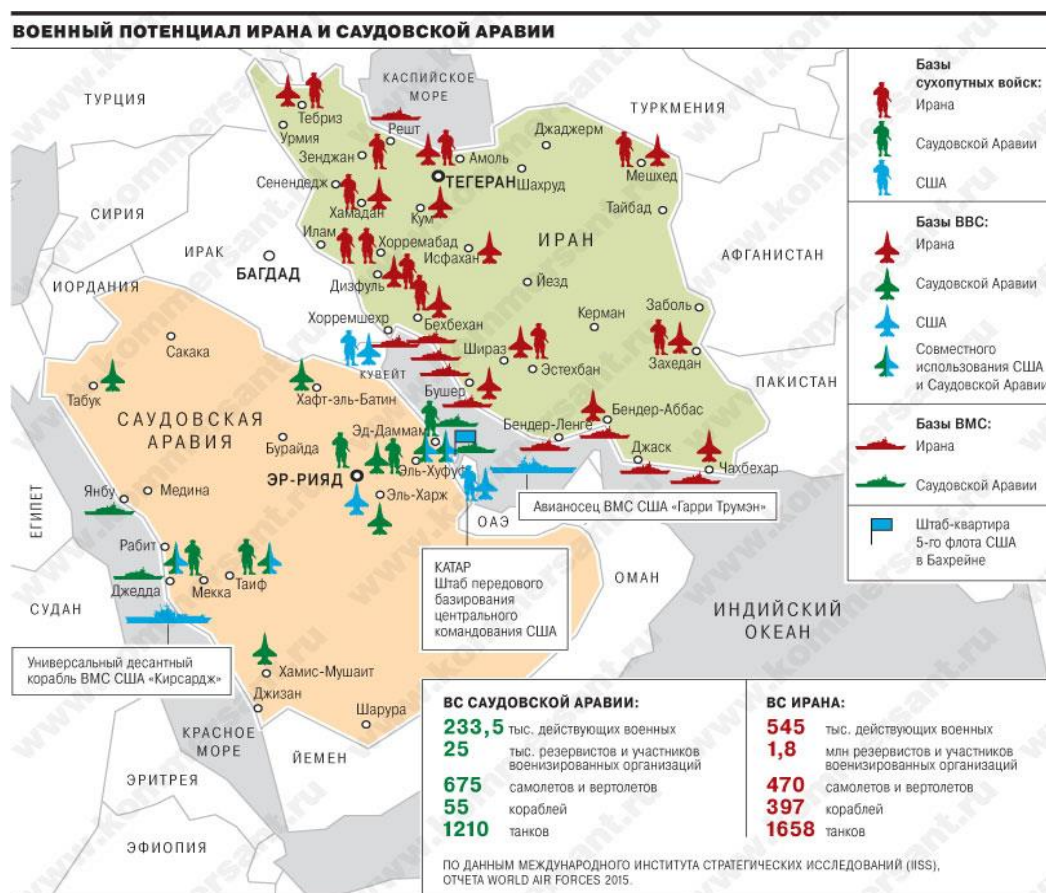 ВОЕННЫЙ ПОТЕНЦИАЛ ИРАНА И САУДОВСКОЙ АРАВИИ
ТУРЦИЯ
КАСПИЙСКОЕ
МОРЕ
ТУРКМЕНИЯ
Тебриз
Урмия
Решт
Джаджерм
Зенджан
Амоль
Мешхед
ТЕГЕРАН
Шахруд
Сенендедж
Хамадан
Кум
Тайбад
СИРИЯ
Илам
Хорремабад
ИРАН
ИРАК
Исфахан
АФГАНИСТАН
БАГДАД
Дизфуль
Йезд
ИОРДАНИЯ
Заболь
Хорремшехр
Бехбехан
Керман
Сакака
Шираз
Захедан
КУВЕЙТ
Эстехбан
Табук
Хафт-эль-Батин
Бушер
ПАКИСТАН
САУДОВСКАЯ
АРАВИЯ
Бендер-Аббас
Бурайда
Эд-Даммам
Бендер-Ленге
Джаск
ЭР-РИЯД
Эль-Хуфуф
Чахбехар
Янбу
Медина
Эль-Харж
Авианосец ВМС США «Гарри Трумэн»
ЕГИПЕТ
ОАЭ
Рабит
КАТАР
Штаб передового
базирования
центрального
командования США
ОМАН
Джедда
Мекка
Таиф
СУДАН
ИНДИЙСКИЙ
ОКЕАН
Универсальный десантный
корабль ВМС США «Кирсардж»
Хамис-Мушаит
Джизан
Шарура
КРАСНОЕ
МОРЕ
ЙЕМЕН
ЭРИТРЕЯ
ЭФИОПИЯ
Базы
сухопутных войск:
Ирана
Саудовской Аравии
США
Базы ВВС:
Ирана
Саудовской Аравии
США
Совместного
использования США
и Саудовской Аравии
Базы ВМС:
Ирана
Саудовской Аравии
Штаб-квартира
5-го флота США
в Бахрейне
ВС САУДОВСКОЙ АРАВИИ:
233,5 тыс. действующих военных
25 тыс. резервистов и участников
военизированных организаций
675 самолетов и вертолетов
55 кораблей
1210 танков
ВС ИРАНА:
545 тыс. действующих военных
1,8 млн резервистов и участников
военизированных организаций
470 самолетов и вертолетов
397 кораблей
1658 танков
ПО ДАННЫМ МЕЖДУНАРОДНОГО ИНСТИТУТА СТРАТЕГИЧЕСКИХ ИССЛЕДОВАНИЙ (IISS),
ОТЧЕТА WORLD AIR FORCES 2015.
www.kommersant.ru